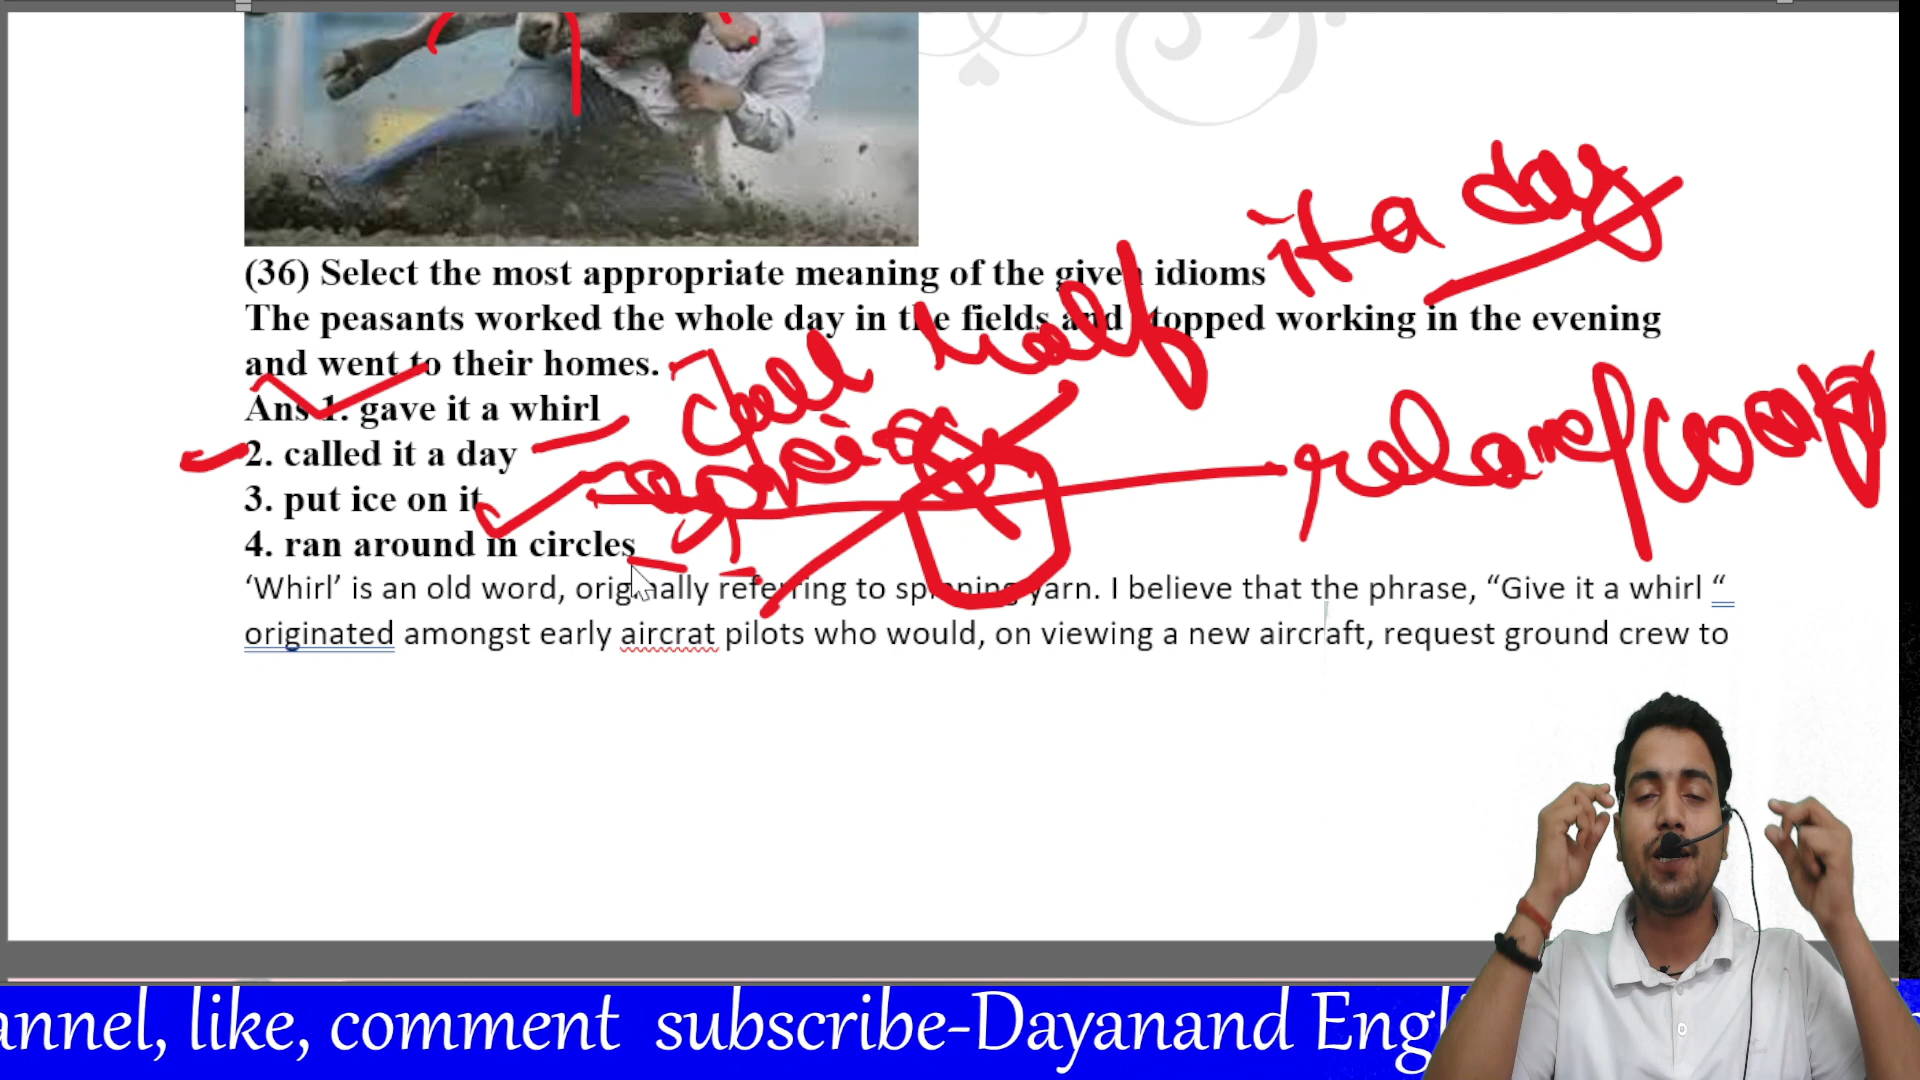 it a day
(36) Select the most appropriate meaning of the given idioms
The peasants worked the whole day in the fields and stopped working in the evening
and went to their homes.
call half
Ans 1. gave it a whirl
2. called it a day
3. put ice on it
4. ran around in circles
‘Whirl’ is an old word, originally referring to spinning yarn. I believe that the phrase, “Give it a whirl “
originated amongst early aircrat pilots who would, on viewing a new aircraft, request ground crew to
annel, like, comment subscribe-Dayanand Engl